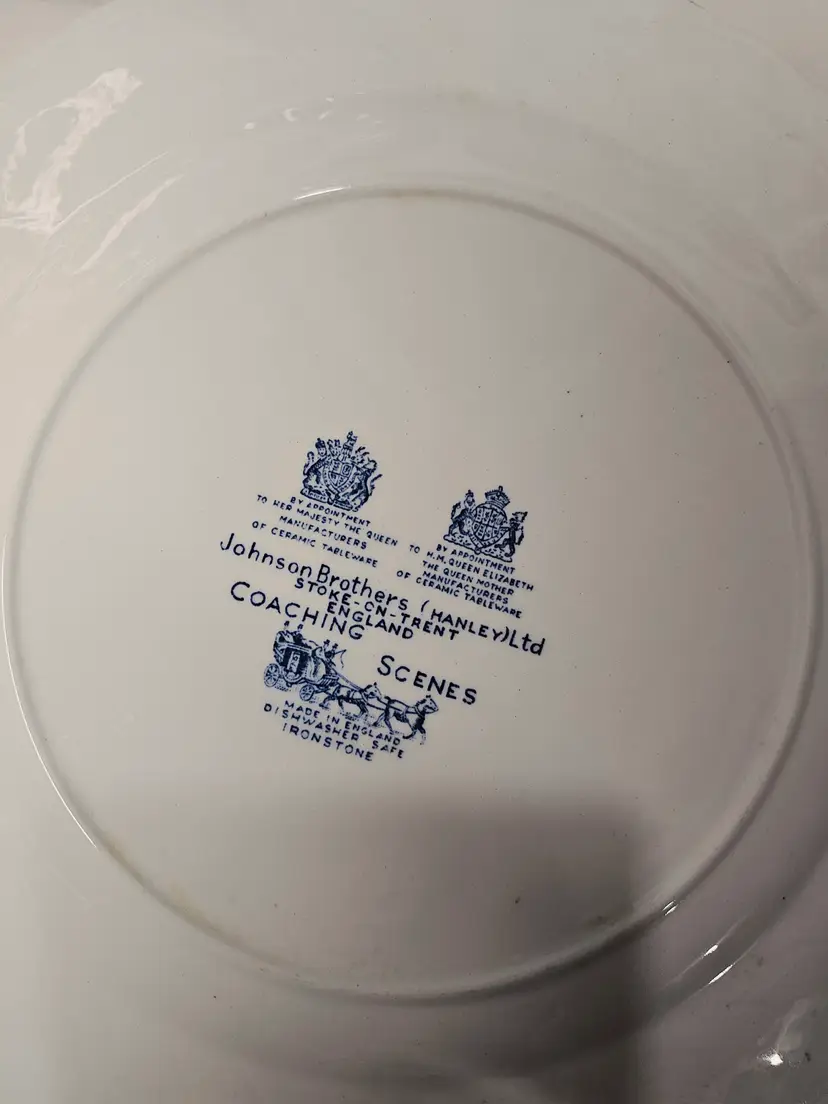 BY APPOINTMENT
TO HER MAJESTY THE QUEEN
MANUFACTURERS
OF CERAMIC TABLEWARE
BY APPOINTMENT
TO H.M. QUEEN ELIZABETH
THE QUEEN MOTHER
MANUFACTURERS
OF CERAMIC TABLEWARE
Johnson Brothers (HANLEY) Ltd
STOKE-ON-TRENT
ENGLAND
COACHING
SCENES
MADE IN ENGLAND
DISHWASHER SAFE
IRONSTONE